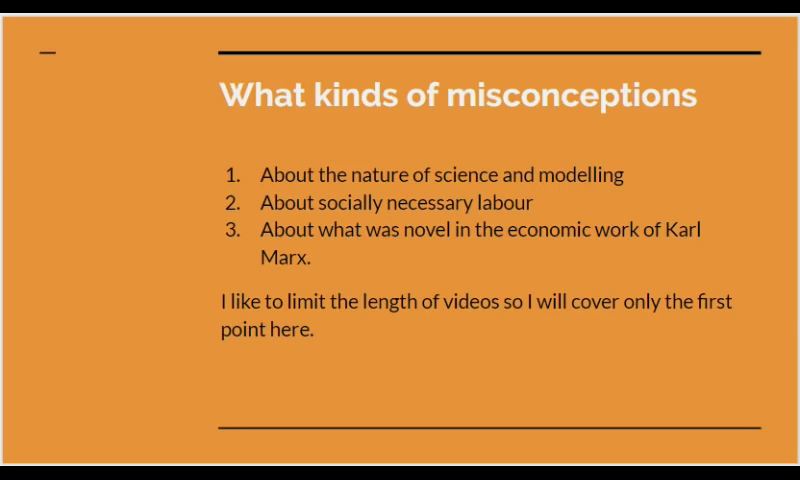 What kinds of misconceptions
1. About the nature of science and modelling
2. About socially necessary labour
3. About what was novel in the economic work of Karl
Marx.
I like to limit the length of videos so I will cover only the first
point here.